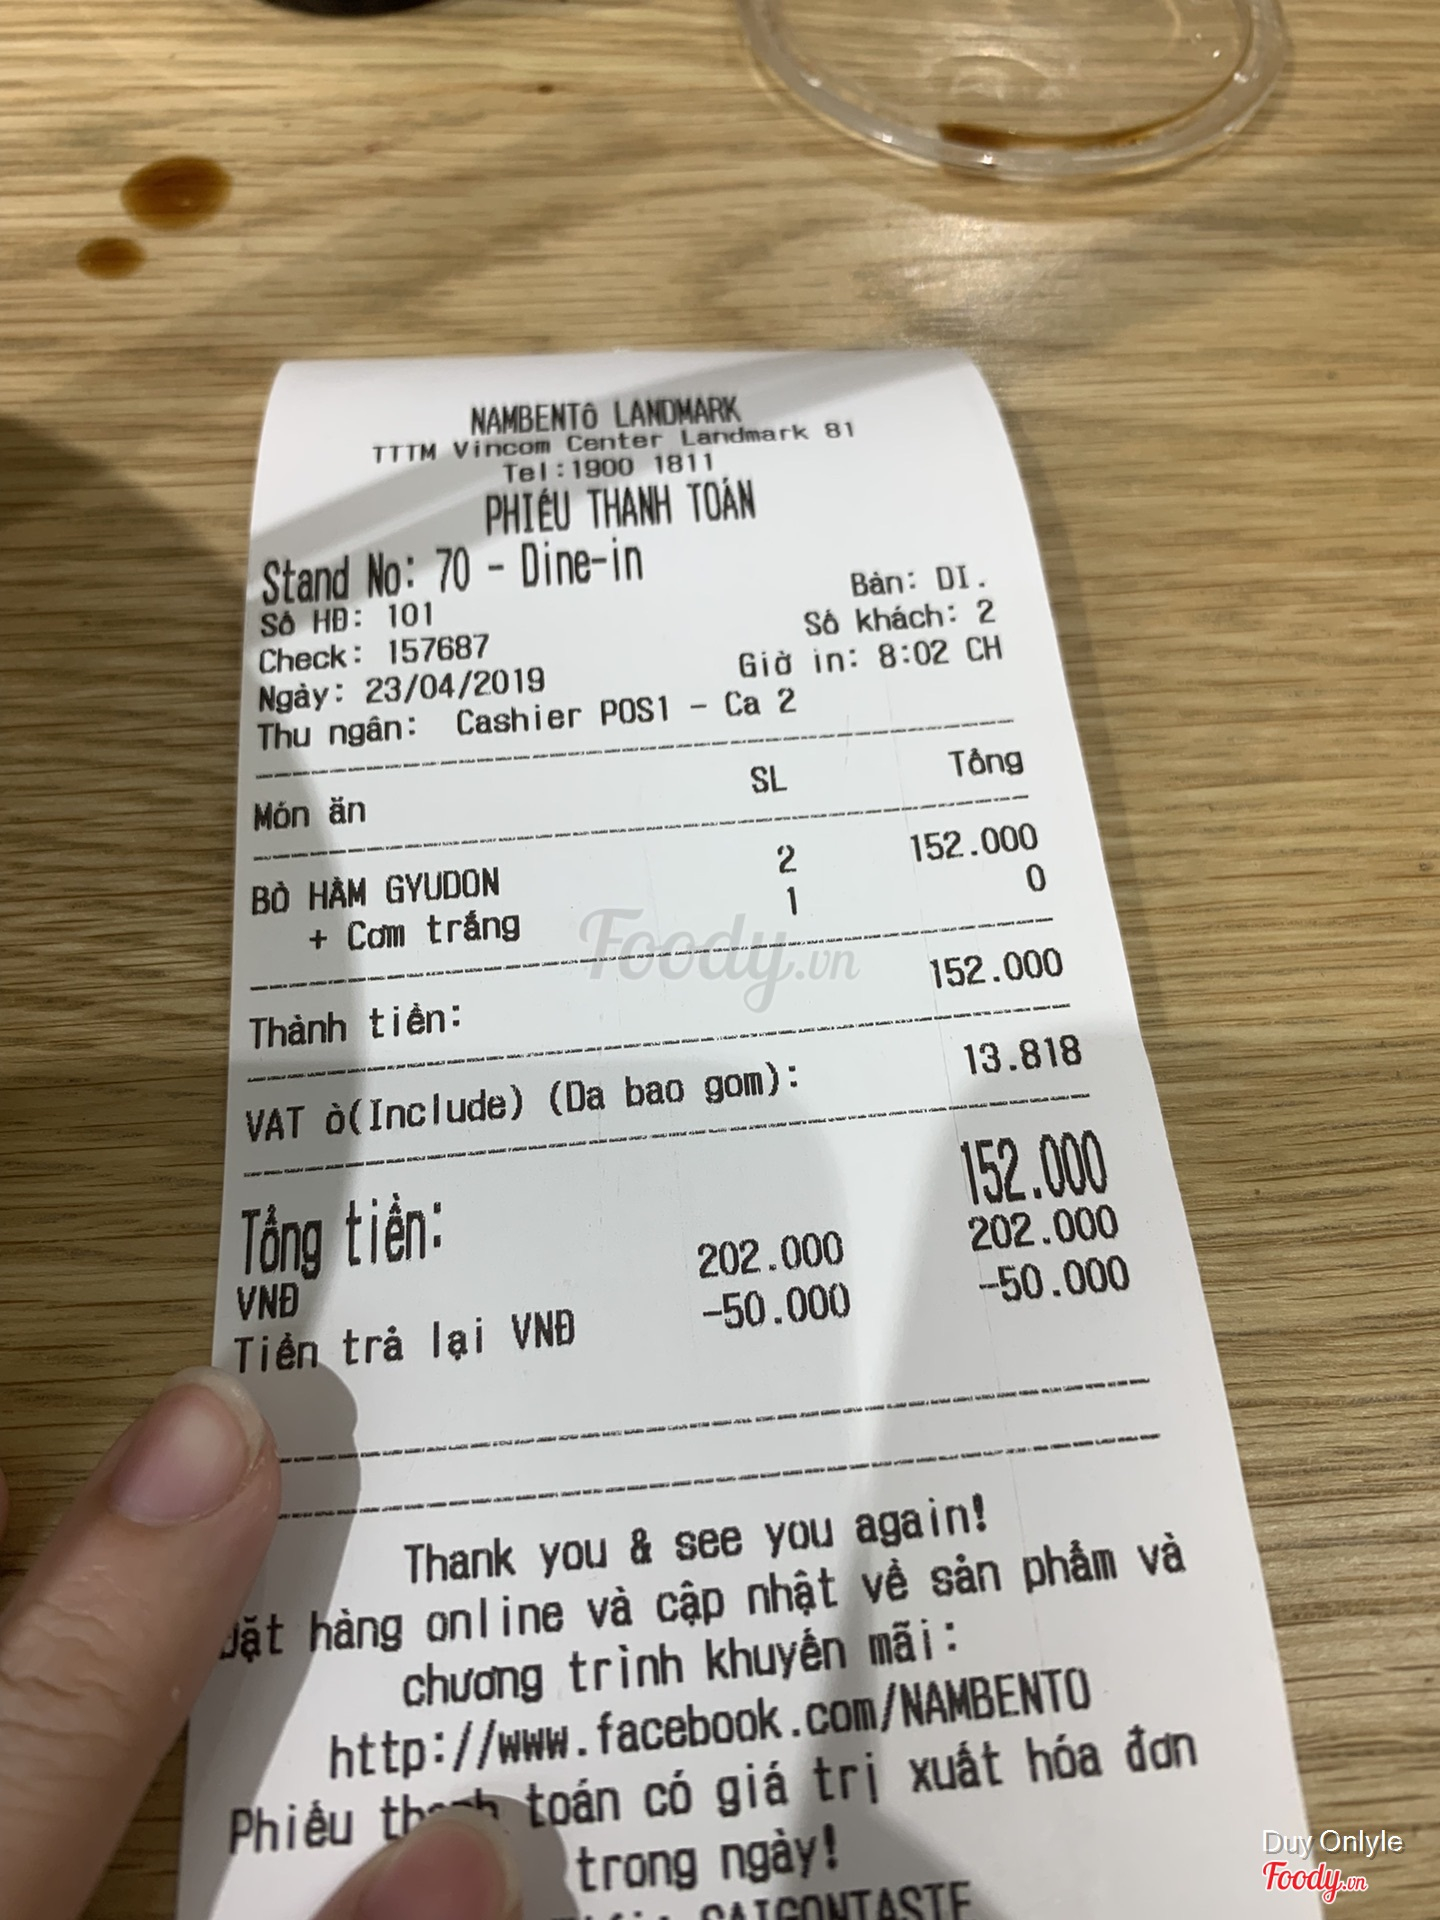 NAMBENTÔ LANDMARK
TTTM Vincom Center Landmark 81
Tel:1900 1811
PHIẾU THANH TOÁN
Stand No: 70 - Dine-in
Số HĐ: 101 Bàn: DI.
Check: 157687 Số khách: 2
Ngày: 23/04/2019 Giờ in: 8:02 CH
Thu ngân: Cashier POS1 - Ca 2
Món ăn SL Tổng
BÒ HẦM GYUDON 2 152.000
+ Cơm trắng 1 0
Thành tiền: 152.000
VAT ò(Include) (Da bao gom): 13.818
Tổng tiền: 152.000
VNĐ 202.000 202.000
Tiền trả lại VNĐ -50.000 -50.000
Thank you & see you again!
Đặt hàng online và cập nhật về sản phẩm và
chương trình khuyến mãi:
http://www.facebook.com/NAMBENTO
Phiếu thanh toán có giá trị xuất hóa đơn
trong ngày!
SAIGONTASTE
Foody.vn
Duy Onlyle
Foody.vn